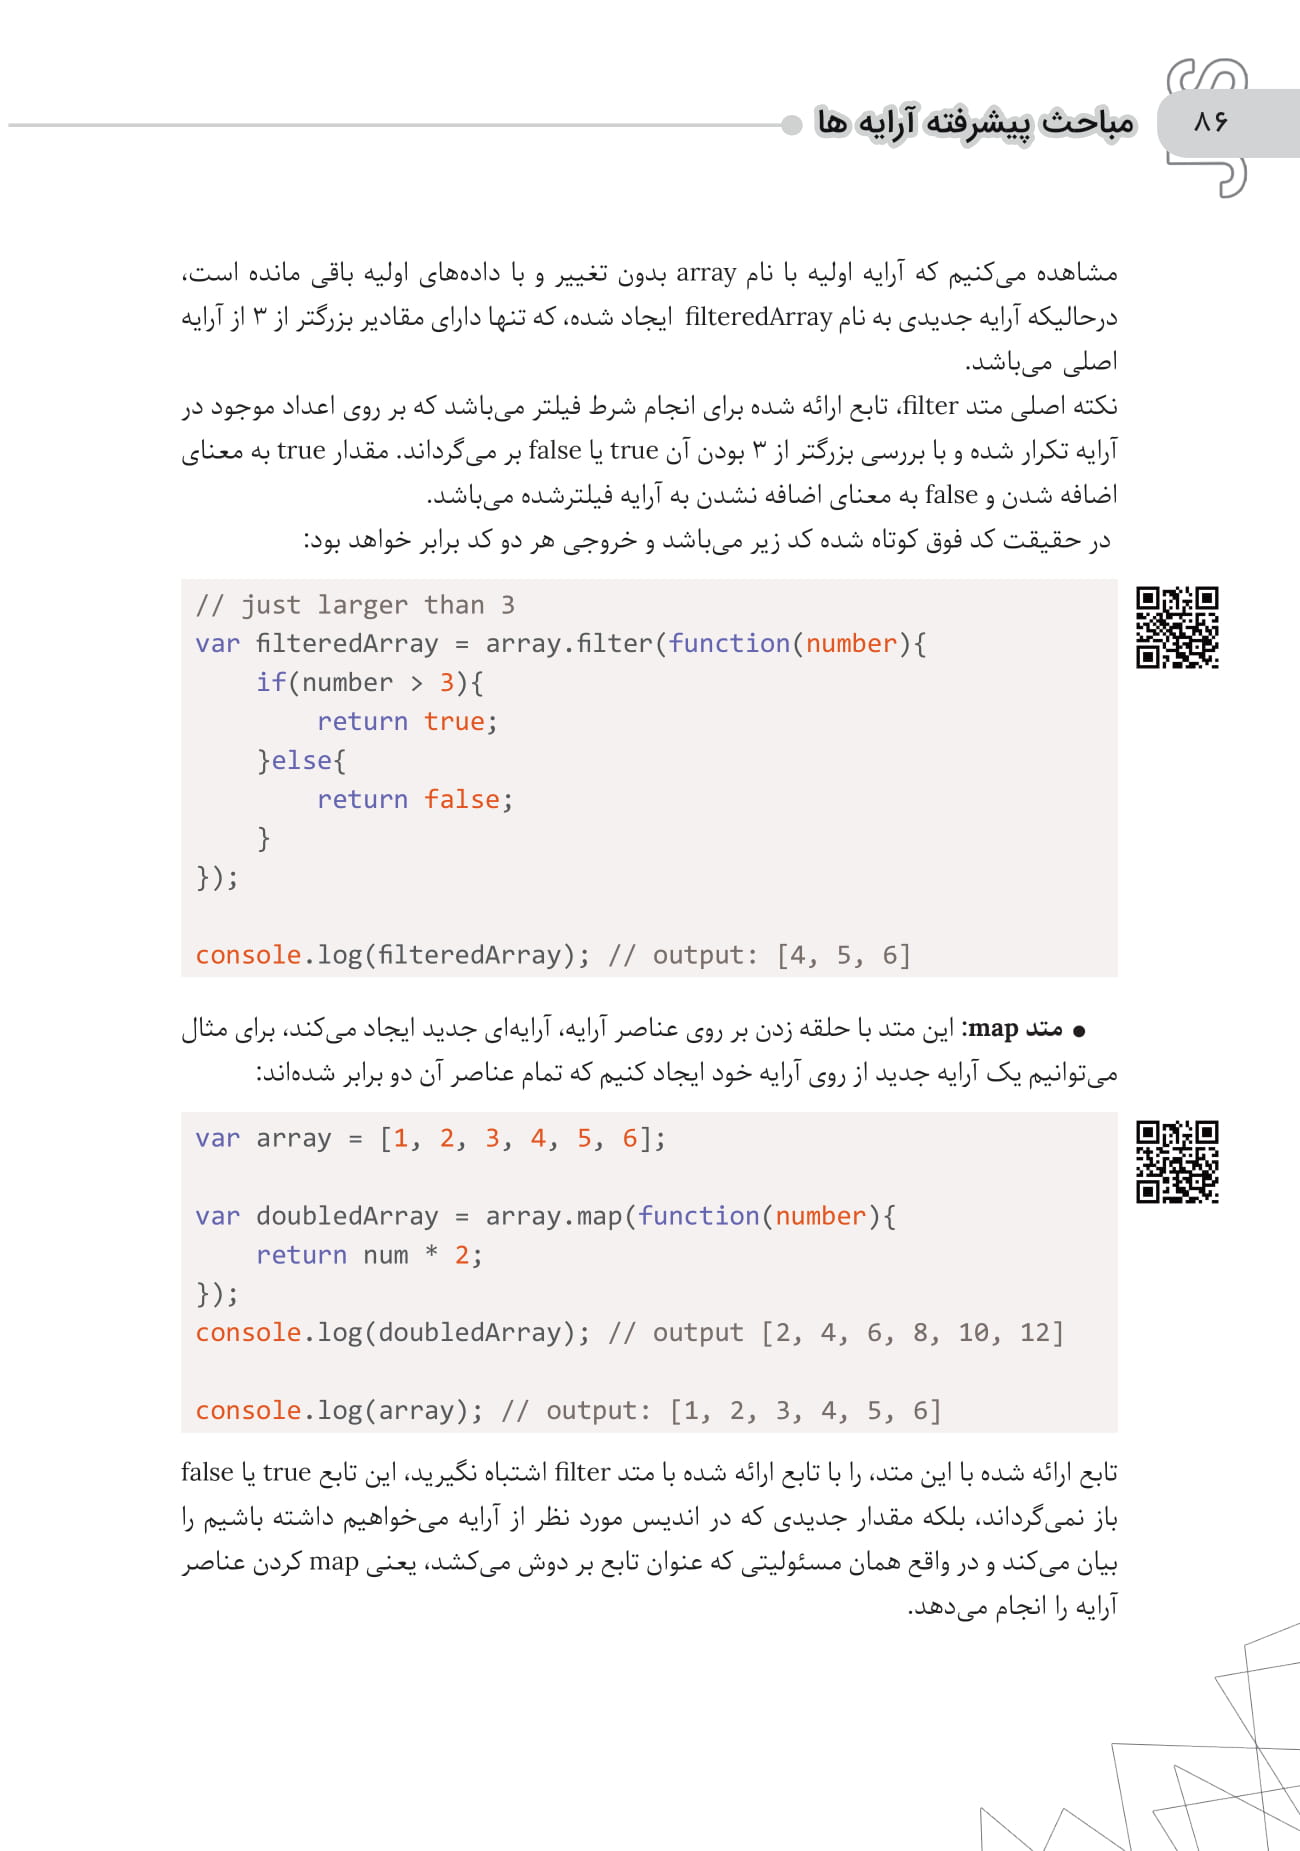 ۸۶
مباحث پیشرفته آرایه ها
مشاهده می‌کنیم که آرایه اولیه با نام array بدون تغییر و با داده‌های اولیه باقی مانده است،
درحالیکه آرایه جدیدی به نام filteredArray ایجاد شده، که تنها دارای مقادیر بزرگتر از ۳ از آرایه
اصلی می‌باشد.
نکته اصلی متد filter، تابع ارائه شده برای انجام شرط فیلتر می‌باشد که بر روی اعداد موجود در
آرایه تکرار شده و با بررسی بزرگتر از ۳ بودن آن true یا false بر می‌گرداند. مقدار true به معنای
اضافه شدن و false به معنای اضافه نشدن به آرایه فیلترشده می‌باشد.
در حقیقت کد فوق کوتاه شده کد زیر می‌باشد و خروجی هر دو کد برابر خواهد بود:
// just larger than 3
var filteredArray = array.filter(function(number){
    if(number > 3){
        return true;
    }else{
        return false;
    }
});
console.log(filteredArray); // output: [4, 5, 6]
● متد map: این متد با حلقه زدن بر روی عناصر آرایه، آرایه‌ای جدید ایجاد می‌کند، برای مثال
می‌توانیم یک آرایه جدید از روی آرایه خود ایجاد کنیم که تمام عناصر آن دو برابر شده‌اند:
var array = [1, 2, 3, 4, 5, 6];
var doubledArray = array.map(function(number){
    return num * 2;
});
console.log(doubledArray); // output [2, 4, 6, 8, 10, 12]
console.log(array); // output: [1, 2, 3, 4, 5, 6]
تابع ارائه شده با این متد، را با تابع ارائه شده با متد filter اشتباه نگیرید، این تابع true یا false
باز نمی‌گرداند، بلکه مقدار جدیدی که در اندیس مورد نظر از آرایه می‌خواهیم داشته باشیم را
بیان می‌کند و در واقع همان مسئولیتی که عنوان تابع بر دوش می‌کشد، یعنی map کردن عناصر
آرایه را انجام می‌دهد.